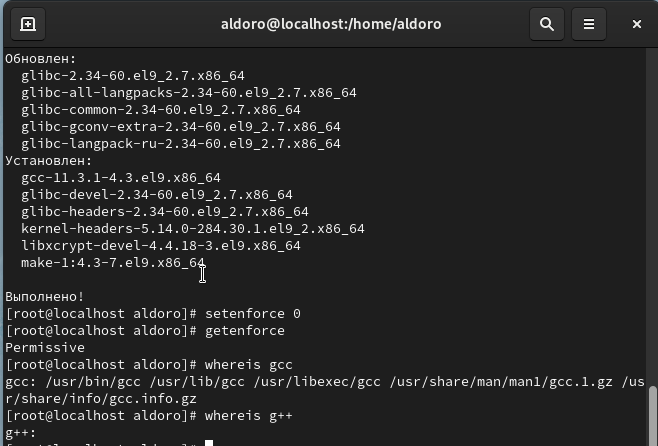 aldoro@localhost:/home/aldoro
Обновлен:
glibc-2.34-60.el9_2.7.x86_64
glibc-all-langpacks-2.34-60.el9_2.7.x86_64
glibc-common-2.34-60.el9_2.7.x86_64
glibc-gconv-extra-2.34-60.el9_2.7.x86_64
glibc-langpack-ru-2.34-60.el9_2.7.x86_64
Установлен:
gcc-11.3.1-4.3.el9.x86_64
glibc-devel-2.34-60.el9_2.7.x86_64
glibc-headers-2.34-60.el9_2.7.x86_64
kernel-headers-5.14.0-284.30.1.el9_2.x86_64
libxcrypt-devel-4.4.18-3.el9.x86_64
make-1:4.3-7.el9.x86_64
Выполнено!
[root@localhost aldoro]# setenforce 0
[root@localhost aldoro]# getenforce
Permissive
[root@localhost aldoro]# whereis gcc
gcc: /usr/bin/gcc /usr/lib/gcc /usr/libexec/gcc /usr/share/man/man1/gcc.1.gz /us
r/share/info/gcc.info.gz
[root@localhost aldoro]# whereis g++
g++: